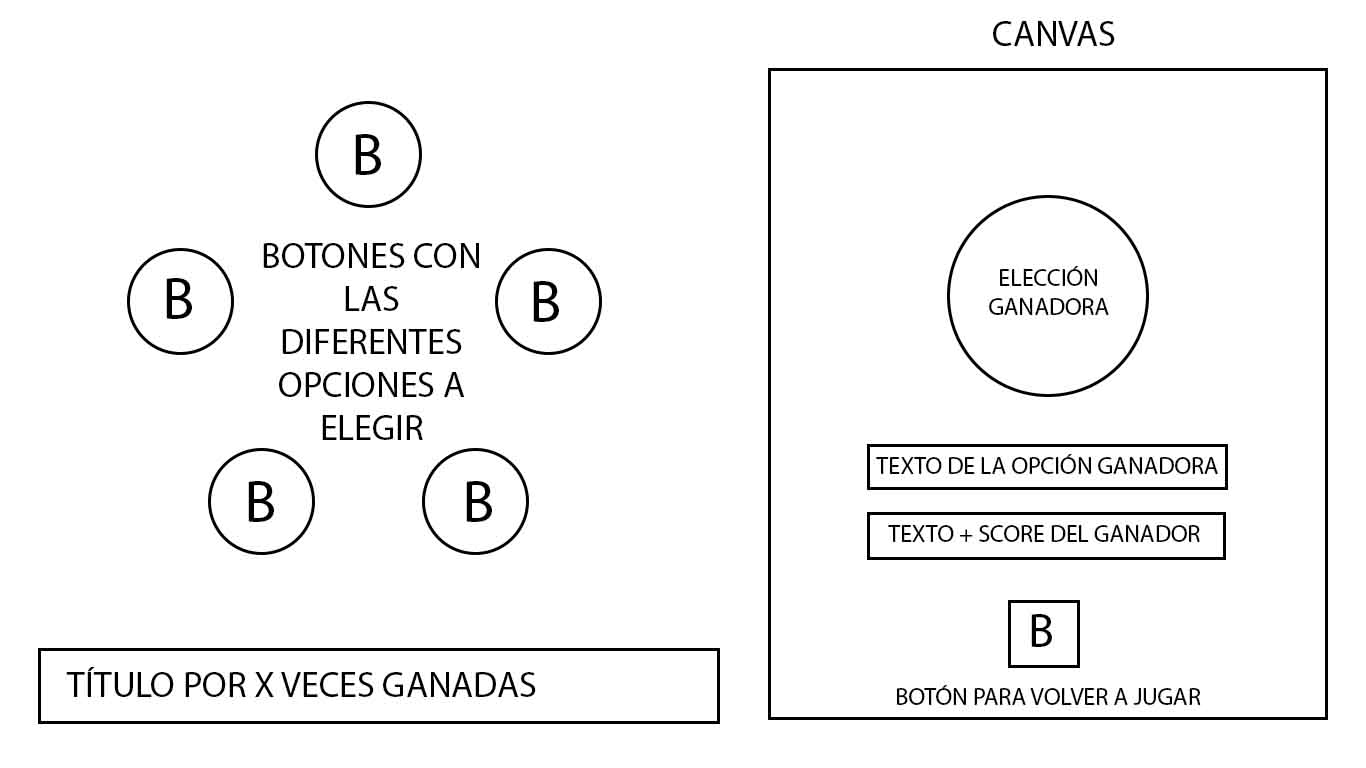 CANVAS
B
B
B
BOTONES CON
LAS
DIFERENTES
OPCIONES A
ELEGIR
B
B
TÍTULO POR X VECES GANADAS
ELECCIÓN
GANADORA
TEXTO DE LA OPCIÓN GANADORA
TEXTO + SCORE DEL GANADOR
B
BOTÓN PARA VOLVER A JUGAR